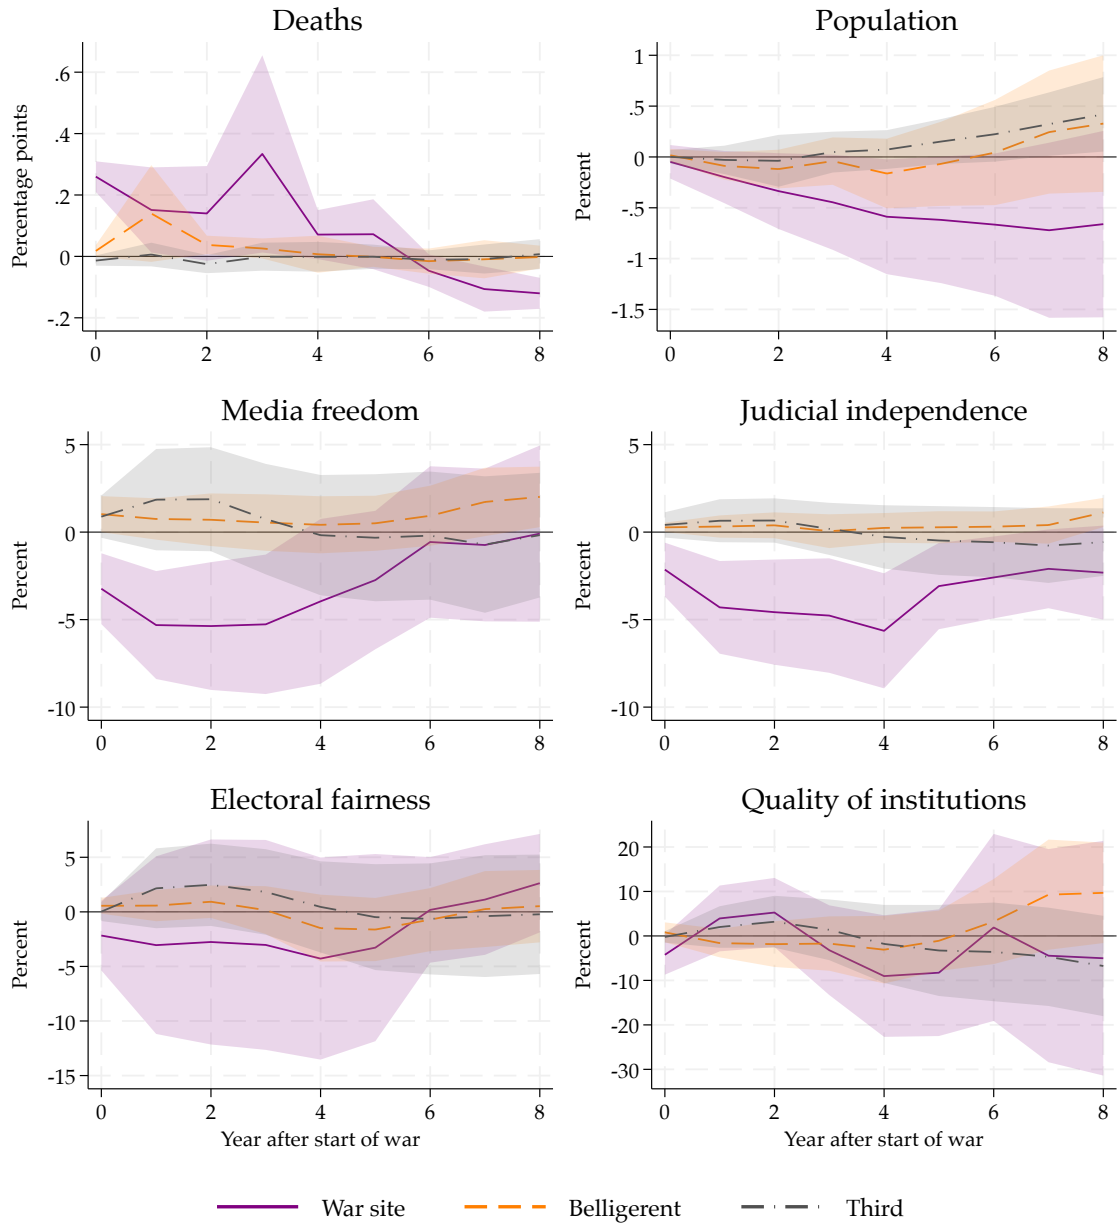 Deaths
Percentage points
.6
.4
.2
0
-.2
0 2 4 6 8
Population
Percent
1
.5
0
-.5
-1
-1.5
0 2 4 6 8
Media freedom
Percent
5
0
-5
-10
0 2 4 6 8
Judicial independence
Percent
5
0
-5
-10
0 2 4 6 8
Electoral fairness
Percent
5
0
-5
-10
-15
0 2 4 6 8
Year after start of war
Quality of institutions
Percent
20
10
0
-10
-20
-30
0 2 4 6 8
Year after start of war
War site Belligerent Third